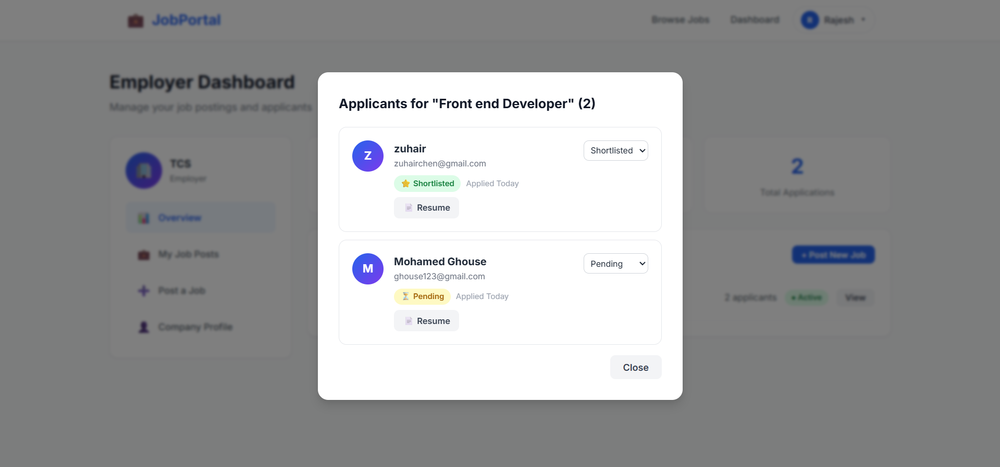 JobPortal
Browse Jobs
Dashboard
R
Rajesh
Employer Dashboard
Manage your job postings and applicants
TCS
Employer
Overview
My Job Posts
Post a Job
Company Profile
Applicants for "Front end Developer" (2)
Z
zuhair
zuhairchen@gmail.com
Shortlisted
Shortlisted
Applied Today
Resume
M
Mohamed Ghouse
ghouse123@gmail.com
Pending
Pending
Applied Today
Resume
Close
2
Total Applications
+ Post New Job
2 applicants
Active
View